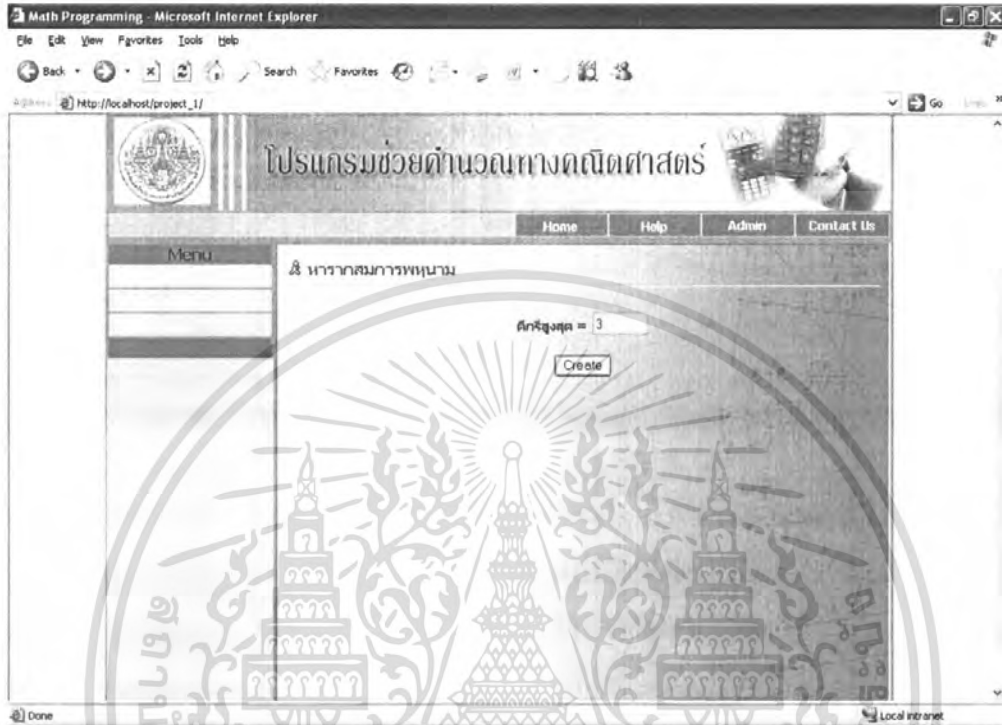 Math Programming - Microsoft Internet Explorer
File Edit View Favorites Tools Help
Back Search Favorites
Address http://localhost/project_1/ Go Links
โปรแกรมช่วยคำนวณทางคณิตศาสตร์
Home Help Admin Contact Us
Menu
หารากสมการพหุนาม
ดีกรีสูงสุด = 3
Create
Done Local intranet